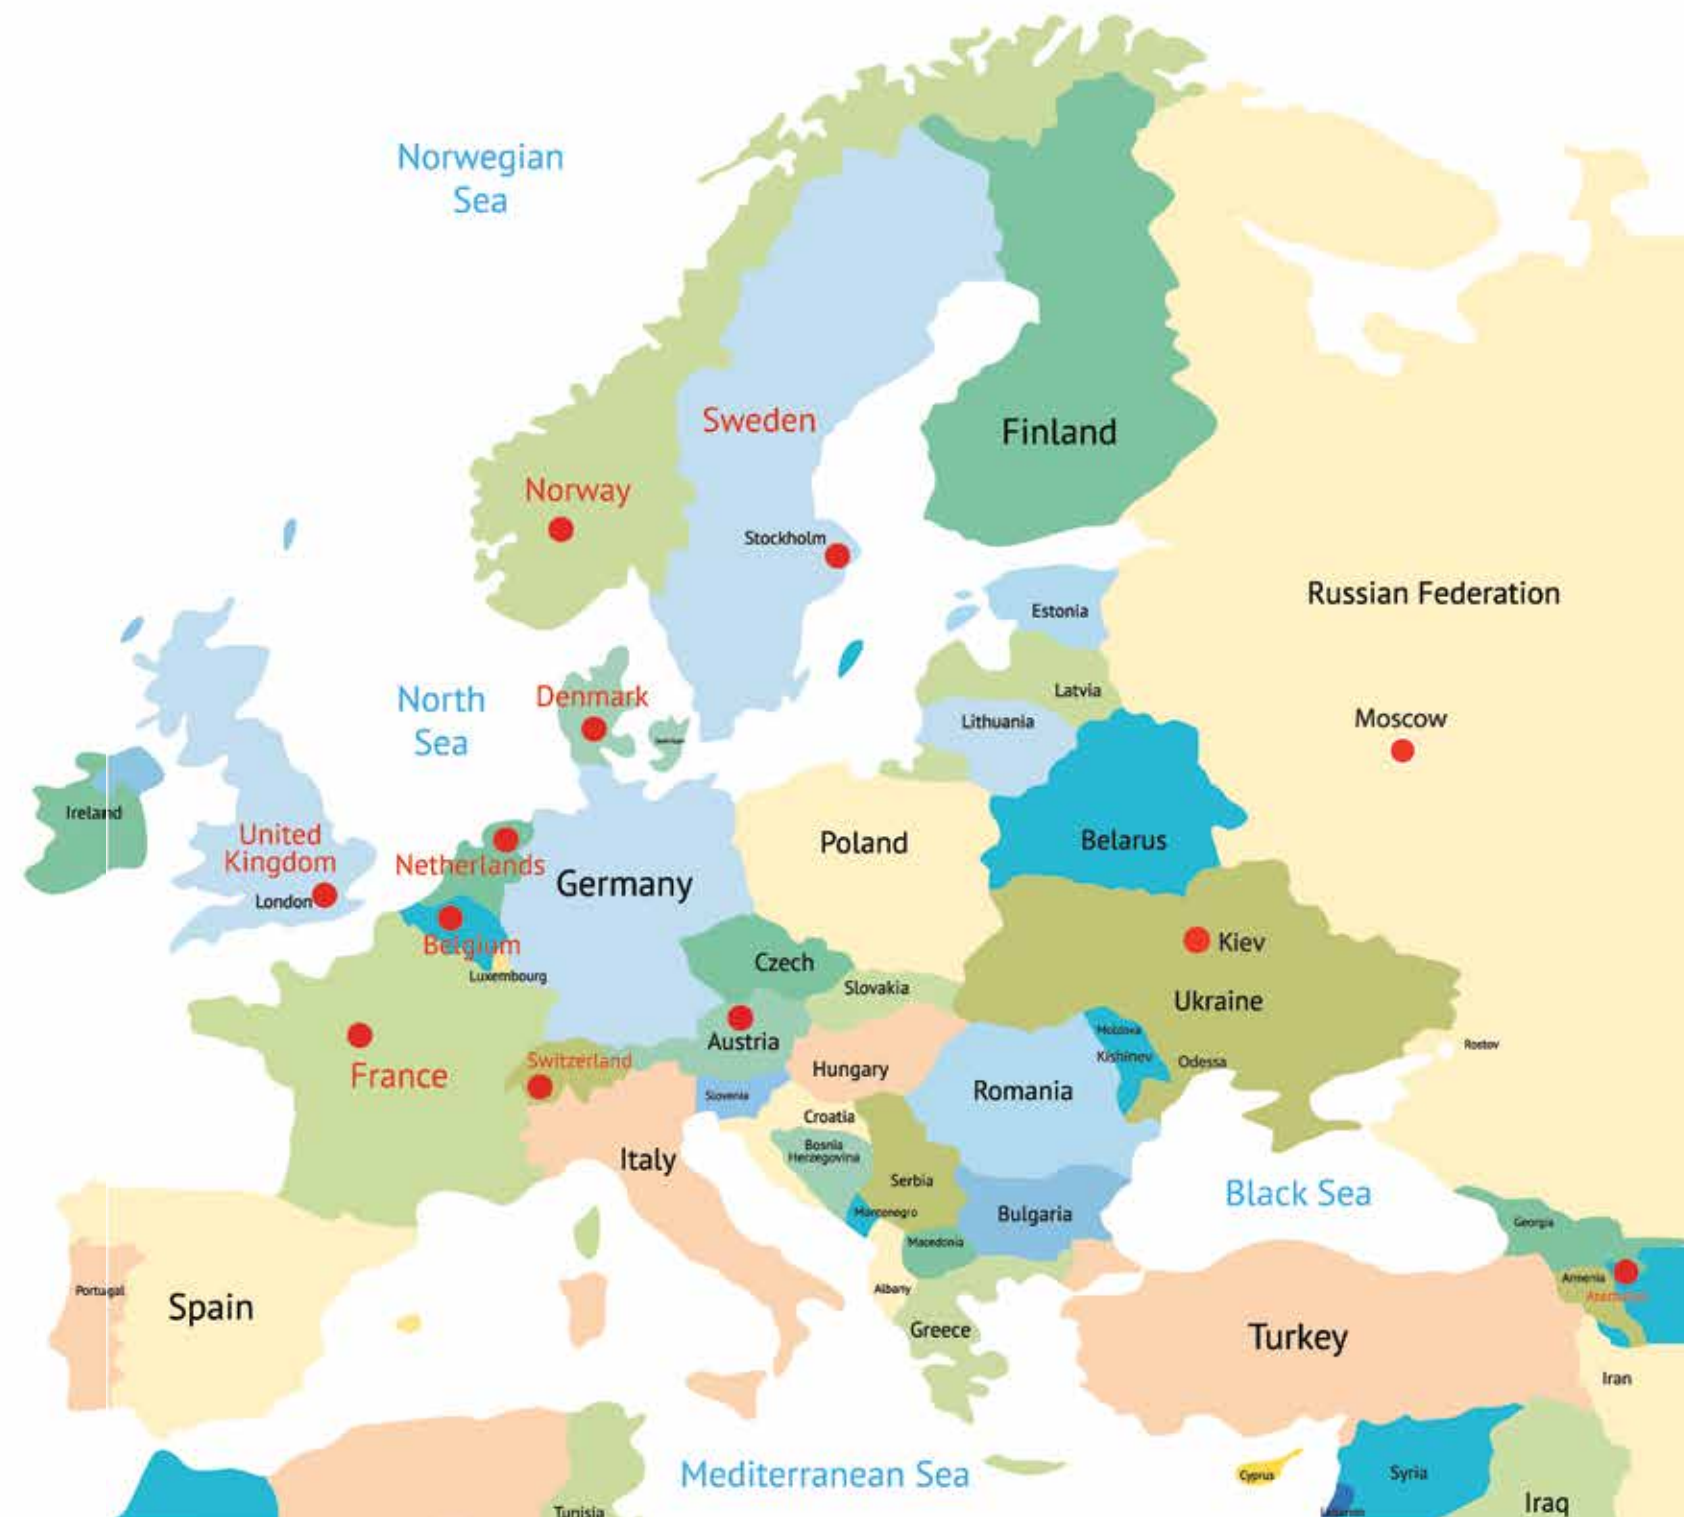 Norwegian
Sea
Sweden
Finland
Norway
Stockholm
Russian Federation
Estonia
North
Sea
Denmark
Latvia
Lithuania
Moscow
Ireland
United
Kingdom
London
Netherlands
Germany
Poland
Belarus
Belgium
Luxembourg
Czech
Slovakia
Kiev
Ukraine
France
Switzerland
Austria
Hungary
Romania
Moldova
Kishinev
Odessa
Rostov
Slovenia
Croatia
Bosnia
Herzegovina
Italy
Serbia
Montenegro
Bulgaria
Black Sea
Georgia
Macedonia
Portugal
Spain
Albany
Greece
Turkey
Armenia
Iran
Mediterranean Sea
Cyprus
Syria
Tunisia
Iraq